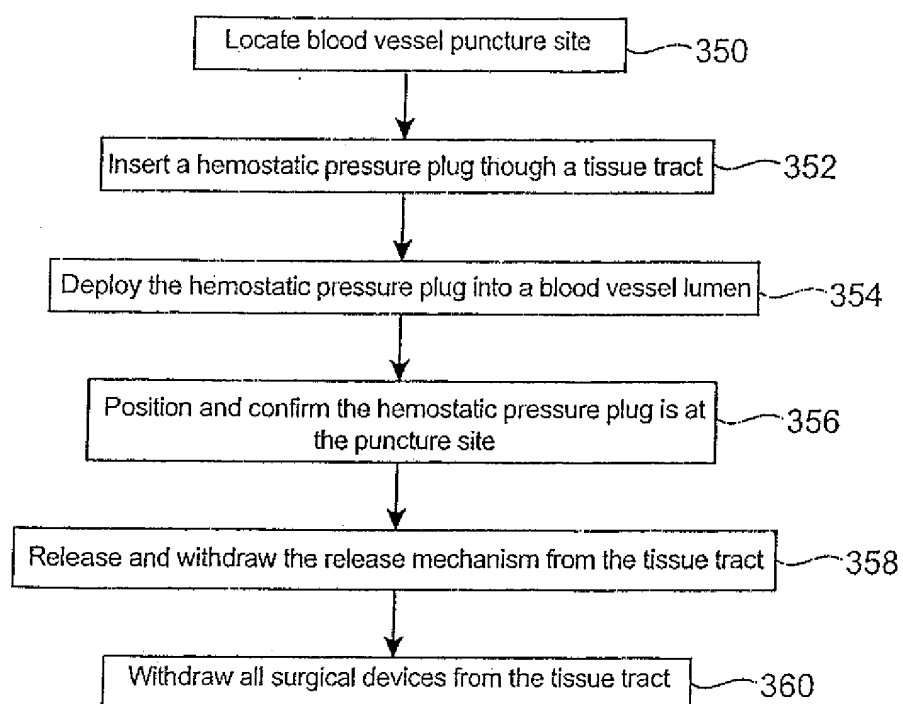 Locate blood vessel puncture site
350
Insert a hemostatic pressure plug though a tissue tract
352
Deploy the hemostatic pressure plug into a blood vessel lumen
354
Position and confirm the hemostatic pressure plug is at
the puncture site
356
Release and withdraw the release mechanism from the tissue tract
358
Withdraw all surgical devices from the tissue tract
360